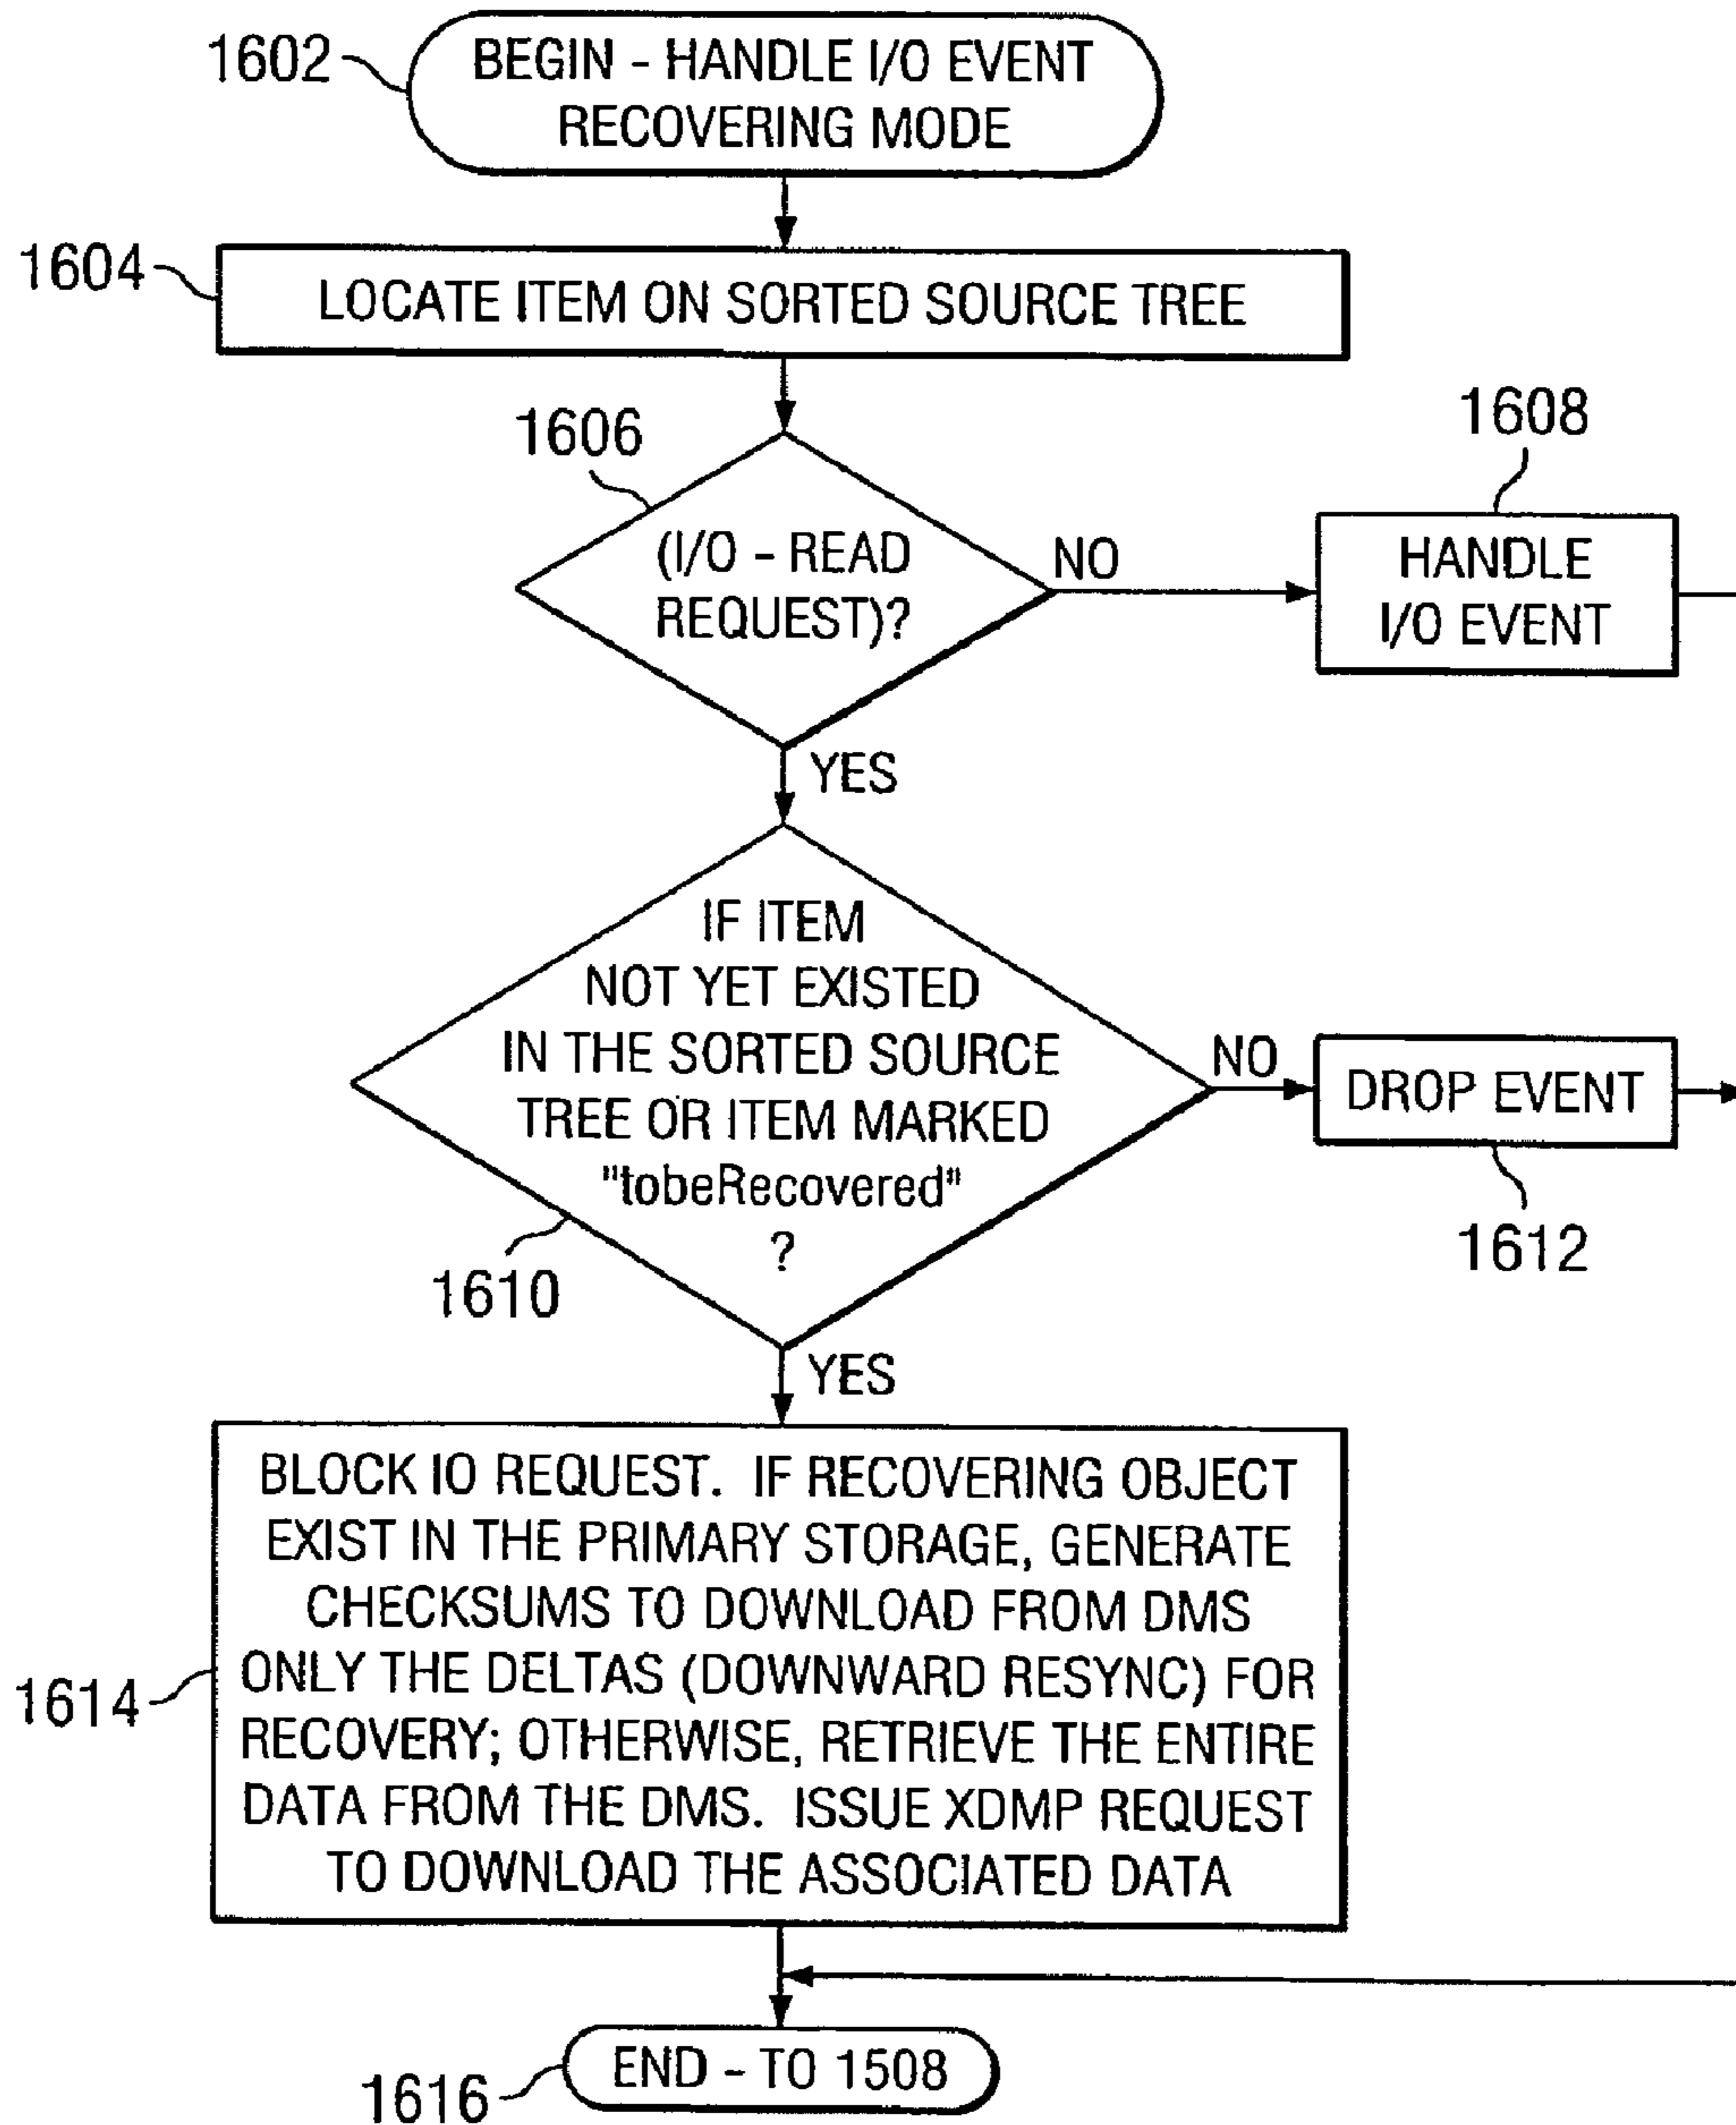 1602
BEGIN - HANDLE I/O EVENT
RECOVERING MODE
1604
LOCATE ITEM ON SORTED SOURCE TREE
1606
(I/O - READ
REQUEST)?
NO
1608
HANDLE
I/O EVENT
YES
IF ITEM
NOT YET EXISTED
IN THE SORTED SOURCE
TREE OR ITEM MARKED
"tobeRecovered"
?
1610
NO
DROP EVENT
1612
YES
1614
BLOCK IO REQUEST. IF RECOVERING OBJECT
EXIST IN THE PRIMARY STORAGE, GENERATE
CHECKSUMS TO DOWNLOAD FROM DMS
ONLY THE DELTAS (DOWNWARD RESYNC) FOR
RECOVERY; OTHERWISE, RETRIEVE THE ENTIRE
DATA FROM THE DMS. ISSUE XDMP REQUEST
TO DOWNLOAD THE ASSOCIATED DATA
1616
END - TO 1508